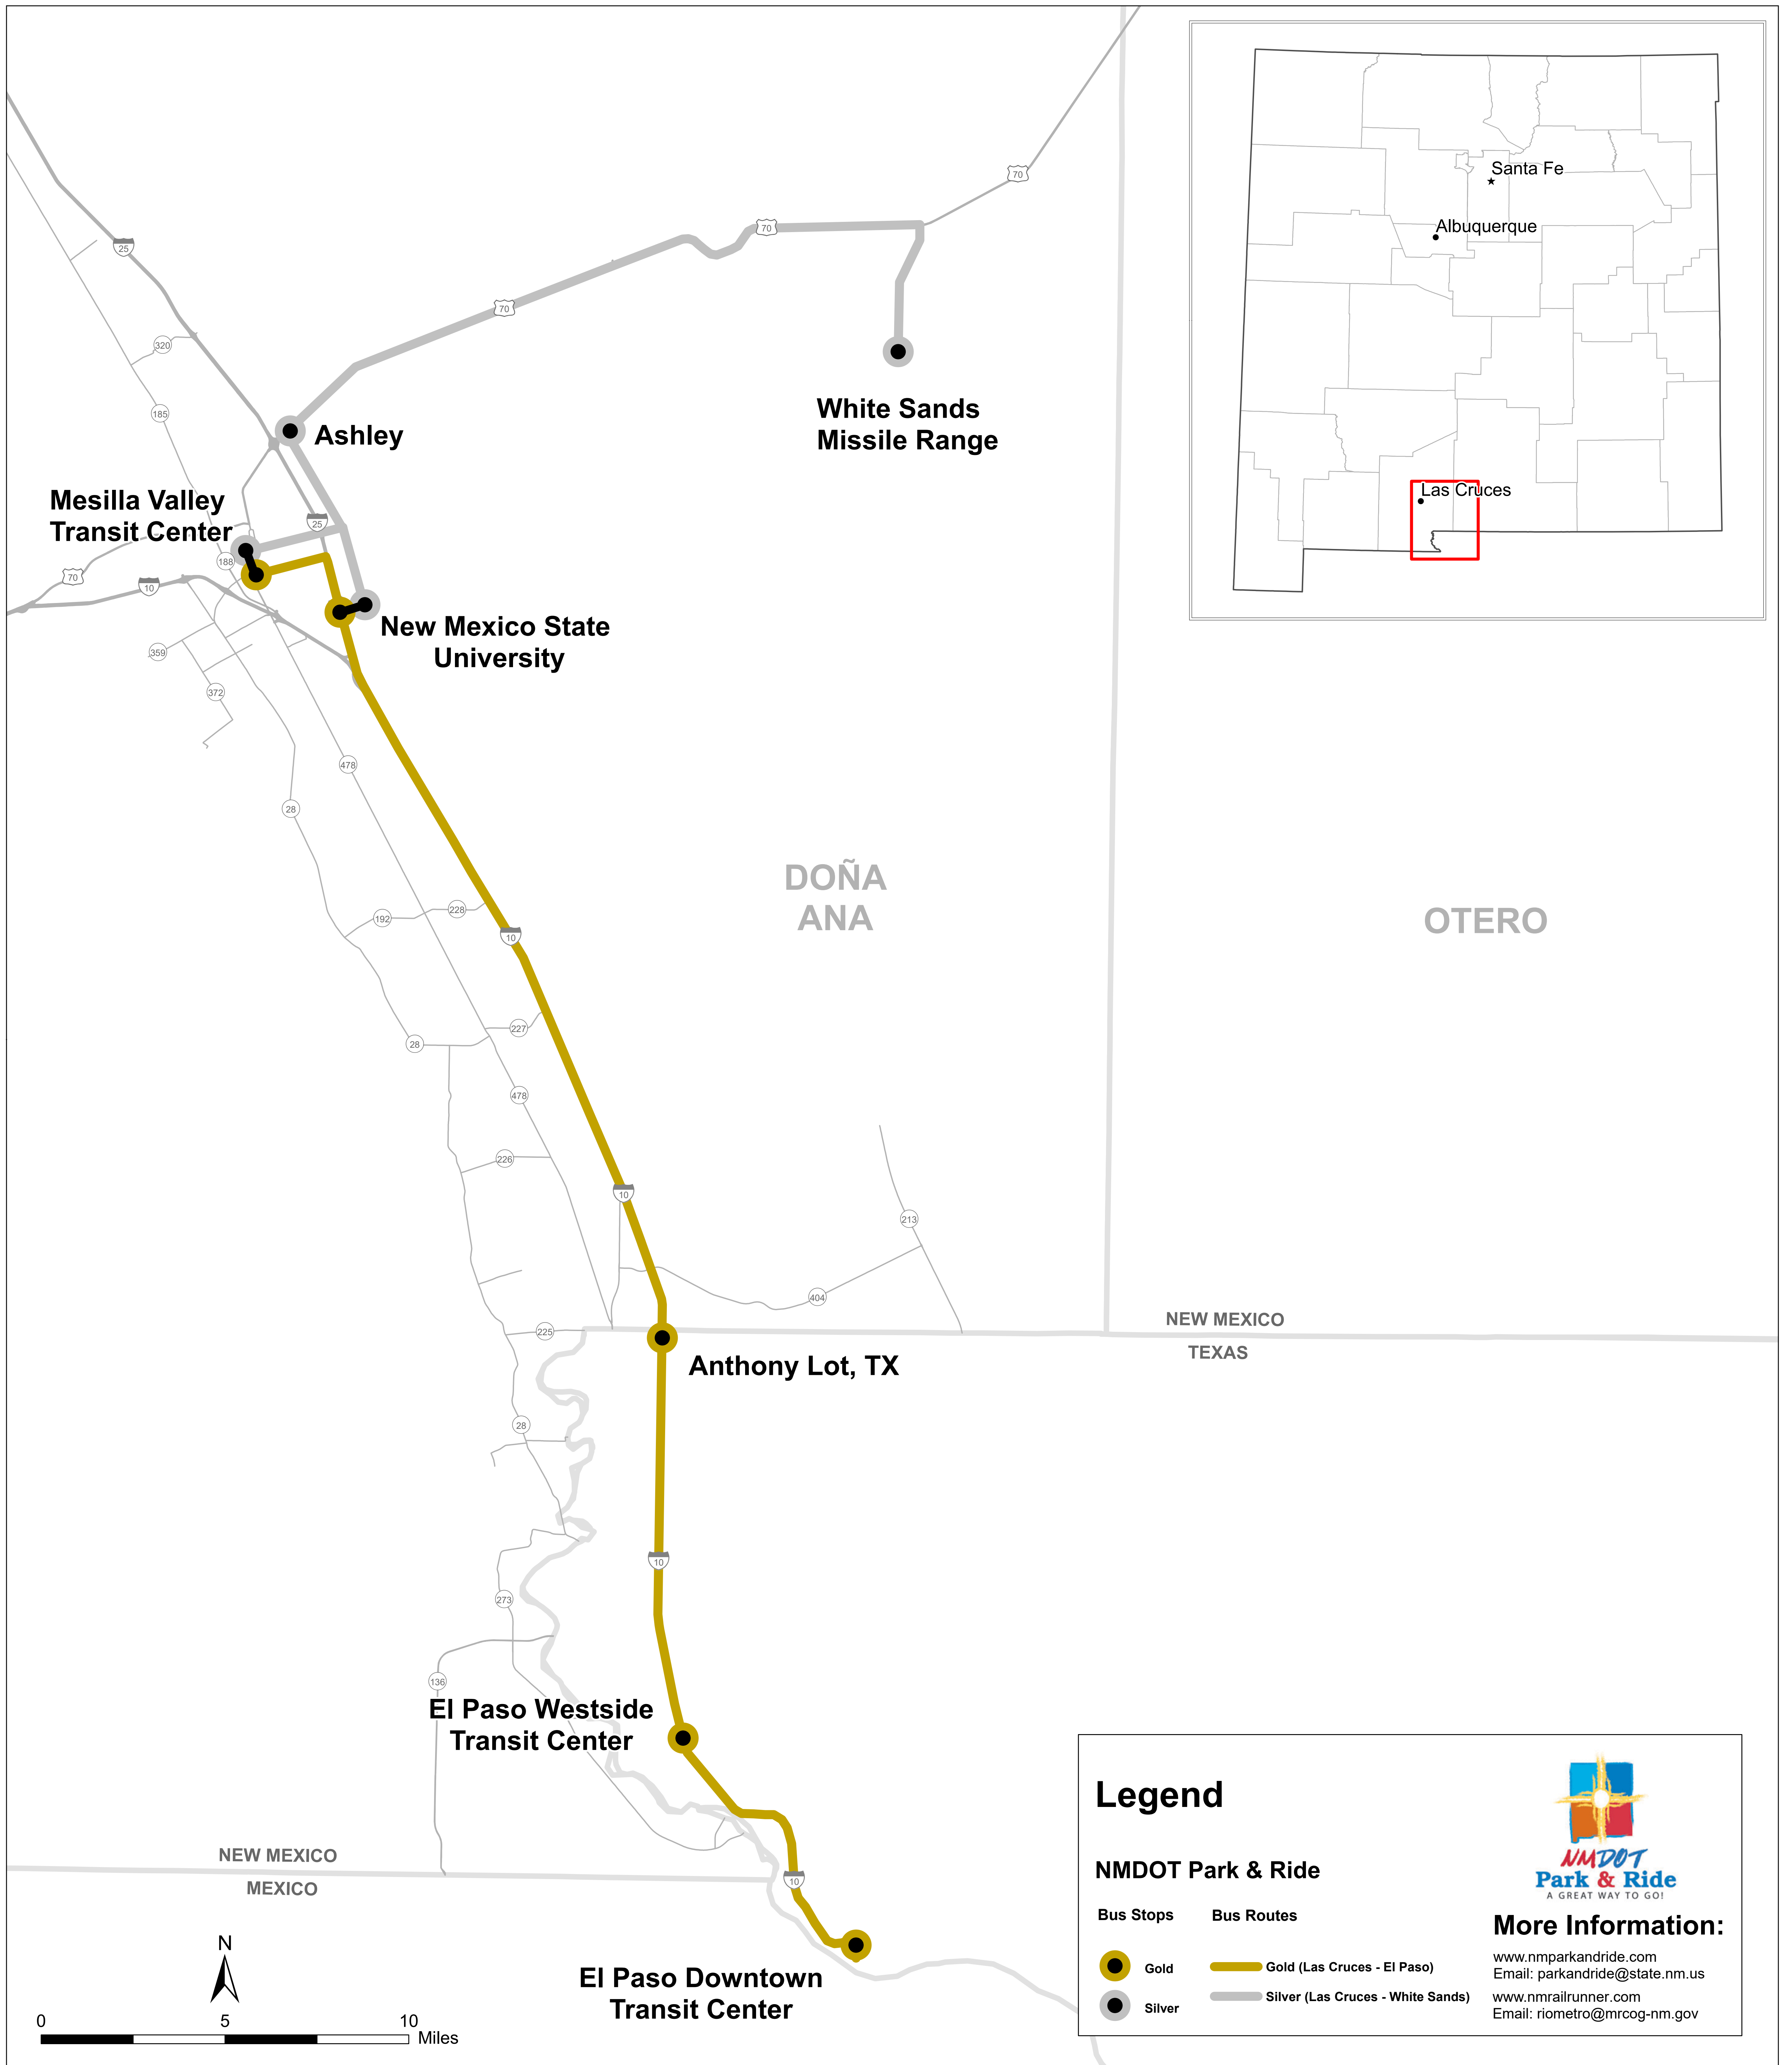 70
25
Santa Fe
Albuquerque
Las Cruces
70
70
320
185
White Sands
Missile Range
Ashley
Mesilla Valley
Transit Center
25
188
70
10
New Mexico State
University
359
372
478
28
DOÑA
ANA
OTERO
192
228
10
227
28
478
226
10
213
404
NEW MEXICO
TEXAS
225
Anthony Lot, TX
28
10
273
136
El Paso Westside
Transit Center
NEW MEXICO
MEXICO
10
El Paso Downtown
Transit Center
N
0 5 10
Miles
Legend
NMDOT Park & Ride
Bus Stops Bus Routes
Gold Gold (Las Cruces - El Paso)
Silver Silver (Las Cruces - White Sands)
NMDOT
Park & Ride
A GREAT WAY TO GO!
More Information:
www.nmparkandride.com
Email: parkandride@state.nm.us
www.nmrailrunner.com
Email: riometro@mrcog-nm.gov